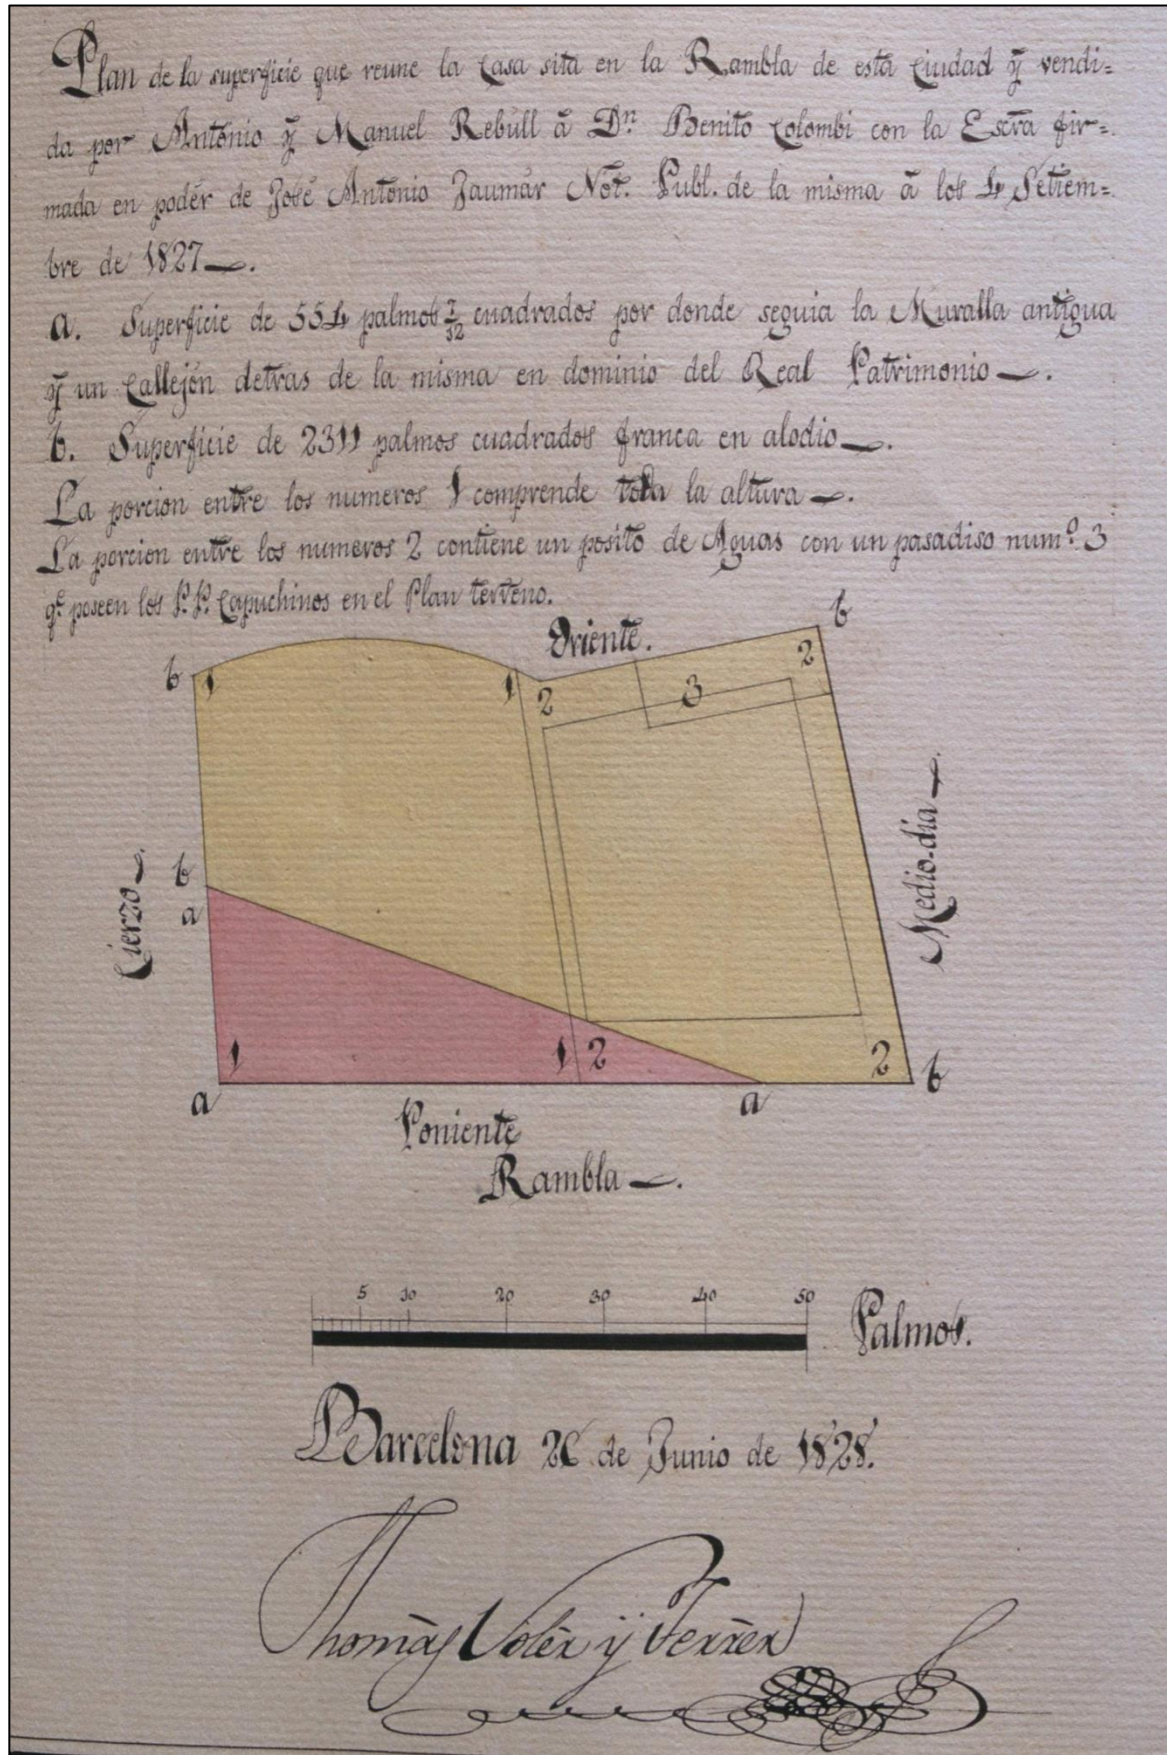 Plan de la superficie que reune la Casa sita en la Rambla de esta Ciudad y vendi=
da por Antonio y Manuel Rebull á Dn. Benito Colombi con la Escra fir=
mada en poder de José Antonio Jaumar Not. Publ. de la misma á los 4 Setiem=
bre de 1827.
a. Superficie de 554 palmos 7/32 cuadrados por donde seguia la Muralla antigua
y un Callejon detras de la misma en dominio del Real Patrimonio.
b. Superficie de 2311 palmos cuadrados franca en alodio.
La porcion entre los numeros 1 comprende toda la altura.
La porcion entre los numeros 2 contiene un posito de Aguas con un pasadiso num.o 3
qe. poseen los P.P. Capuchinos en el Plan terreno.
Oriente.
b
b 1 1 2 3 2
Medio-dia
Cierzo
b
a
1 1 2 2 b
a a
Poniente
Rambla.
5 10 20 30 40 50
Palmos.
Barcelona 26 de Junio de 1828.
Thomás y Ferrer